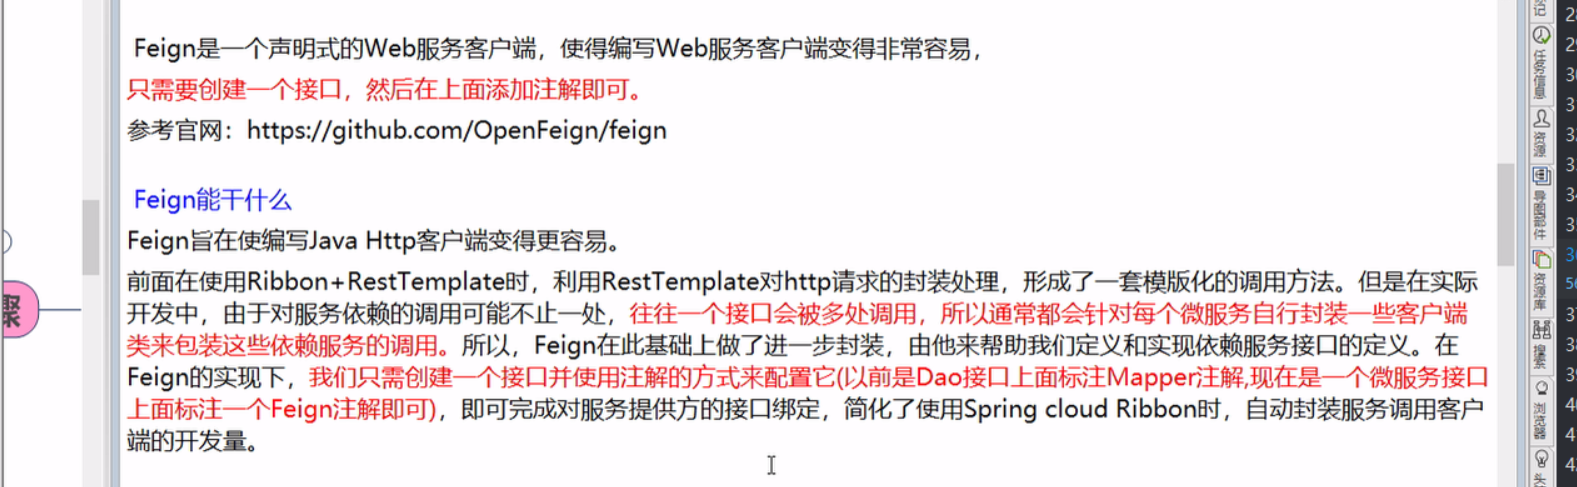 Feign是一个声明式的Web服务客户端，使得编写Web服务客户端变得非常容易，
只需要创建一个接口，然后在上面添加注解即可。
参考官网：https://github.com/OpenFeign/feign
Feign能干什么
Feign旨在使编写Java Http客户端变得更容易。
前面在使用Ribbon+RestTemplate时，利用RestTemplate对http请求的封装处理，形成了一套模版化的调用方法。但是在实际
开发中，由于对服务依赖的调用可能不止一处，往往一个接口会被多处调用，所以通常都会针对每个微服务自行封装一些客户端
类来包装这些依赖服务的调用。所以，Feign在此基础上做了进一步封装，由他来帮助我们定义和实现依赖服务接口的定义。在
Feign的实现下，我们只需创建一个接口并使用注解的方式来配置它(以前是Dao接口上面标注Mapper注解,现在是一个微服务接口
上面标注一个Feign注解即可)，即可完成对服务提供方的接口绑定，简化了使用Spring cloud Ribbon时，自动封装服务调用客户
端的开发量。
骤
记
任务信息
资源
导图部件
资源库
搜索
浏览器
头